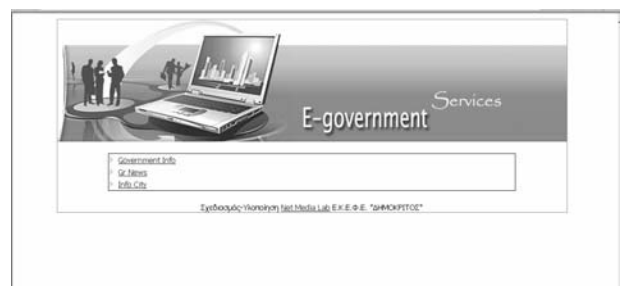 Services
E-government
Government Info
Gr News
Info City
Σχεδιασμός-Υλοποίηση Net Media Lab Ε.Κ.Ε.Φ.Ε. "ΔΗΜΟΚΡΙΤΟΣ"